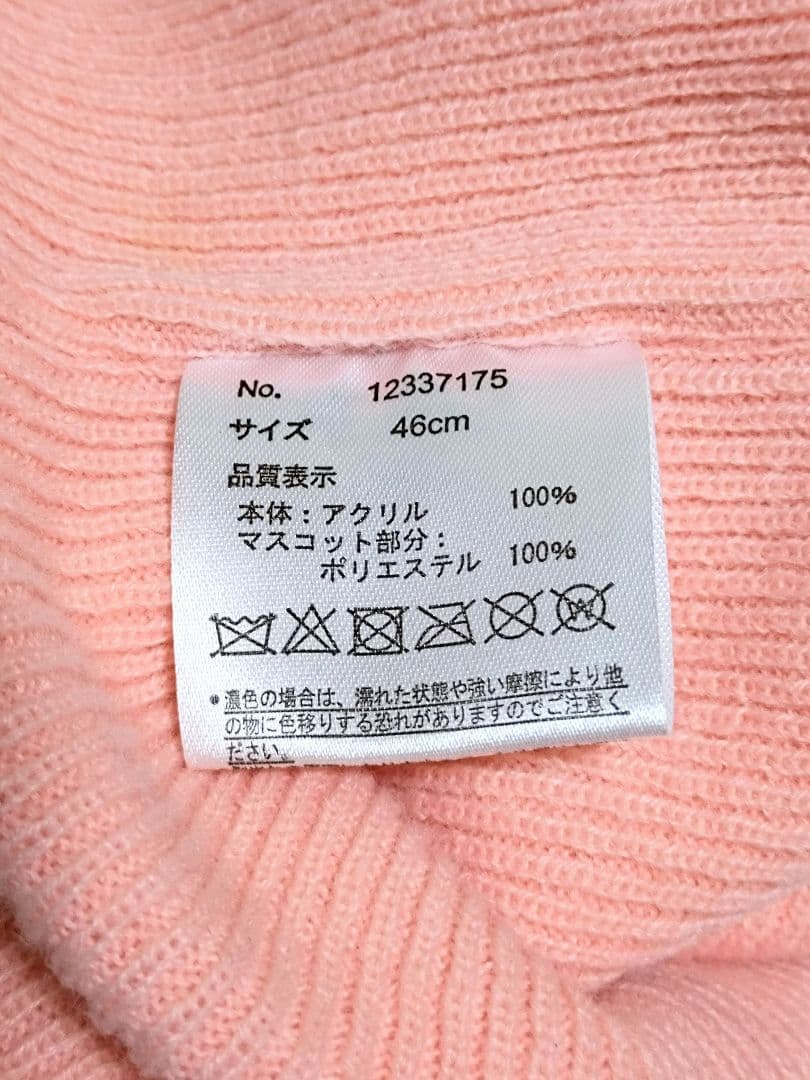 No. 12337175
サイズ 46cm
品質表示
本体：アクリル 100%
マスコット部分：
ポリエステル 100%
*濃色の場合は、濡れた状態や強い摩擦により他
の物に色移りする恐れがありますのでご注意く
ださい。